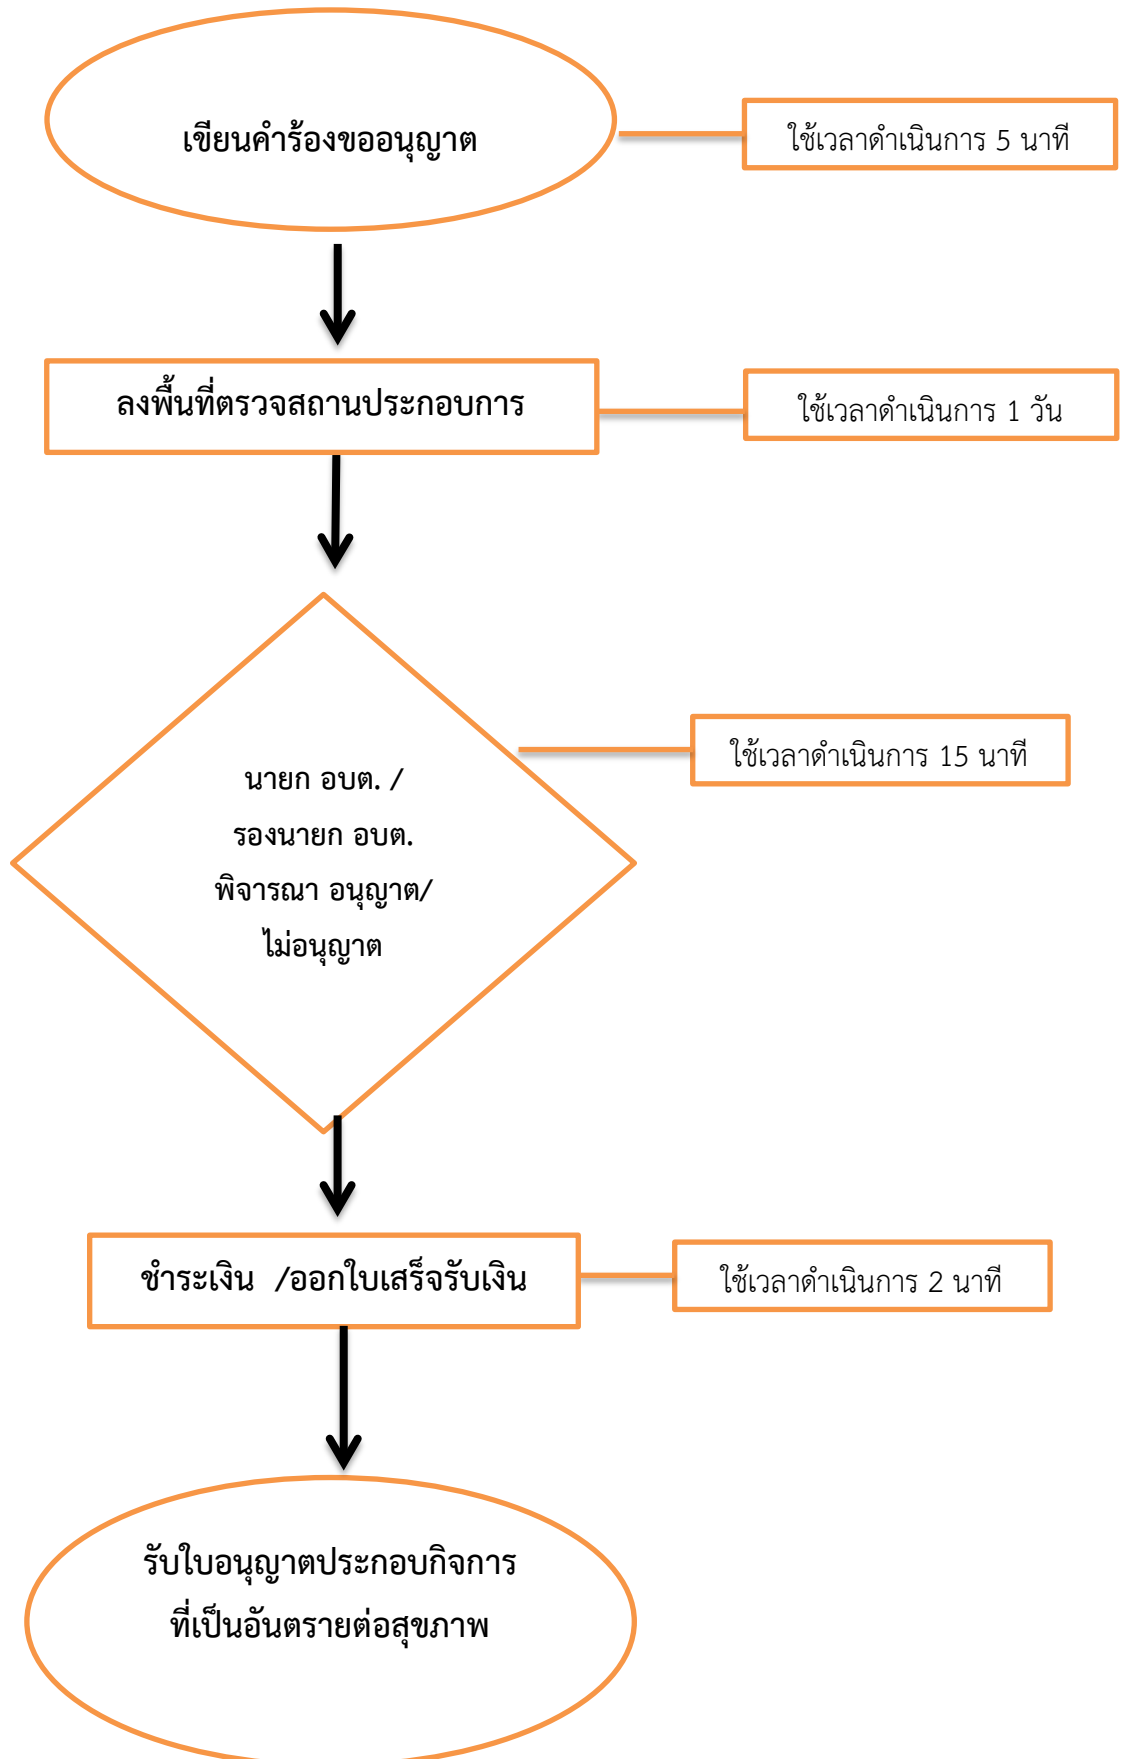 เขียนคำร้องขออนุญาต
ใช้เวลาดำเนินการ 5 นาที
ลงพื้นที่ตรวจสถานประกอบการ
ใช้เวลาดำเนินการ 1 วัน
ใช้เวลาดำเนินการ 15 นาที
นายก อบต. /
รองนายก อบต.
พิจารณา อนุญาต/
ไม่อนุญาต
ชำระเงิน /ออกใบเสร็จรับเงิน
ใช้เวลาดำเนินการ 2 นาที
รับใบอนุญาตประกอบกิจการ
ที่เป็นอันตรายต่อสุขภาพ